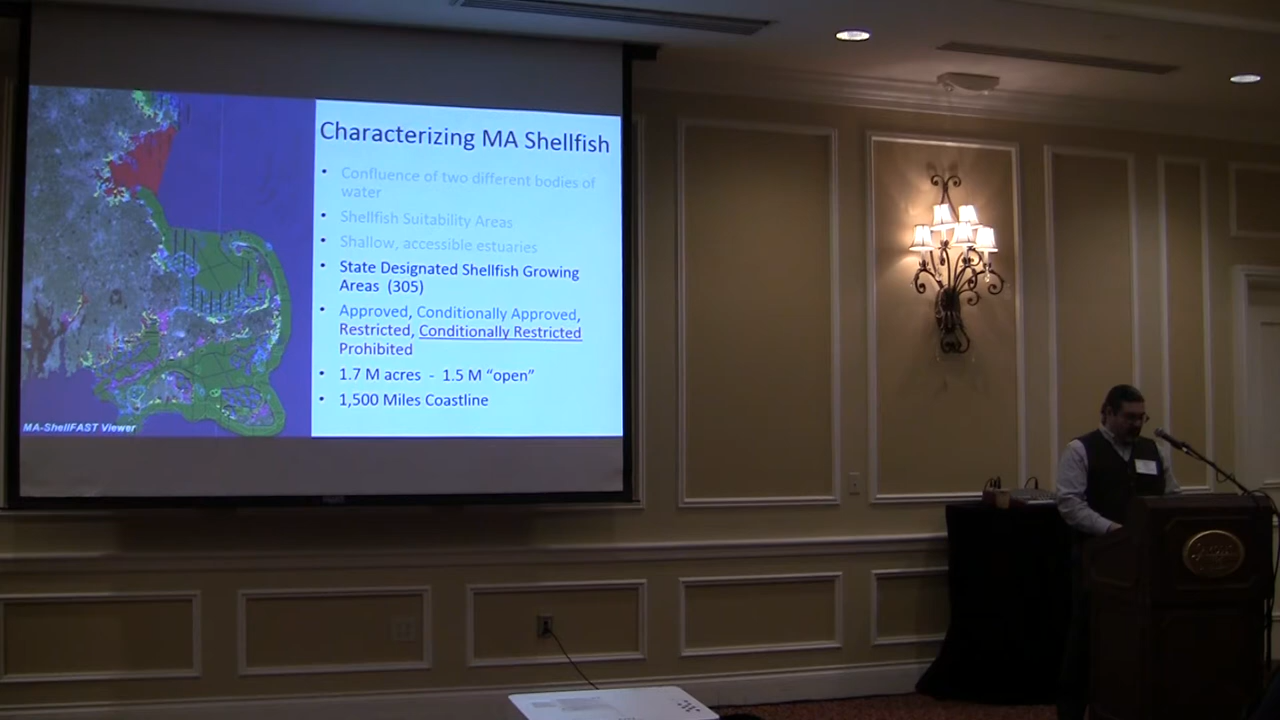 Characterizing MA Shellfish
• Confluence of two different bodies of
water
• Shellfish Suitability Areas
• Shallow, accessible estuaries
• State Designated Shellfish Growing
Areas (305)
• Approved, Conditionally Approved,
Restricted, Conditionally Restricted
Prohibited
• 1.7 M acres - 1.5 M “open”
• 1,500 Miles Coastline
MA-ShellFAST Viewer